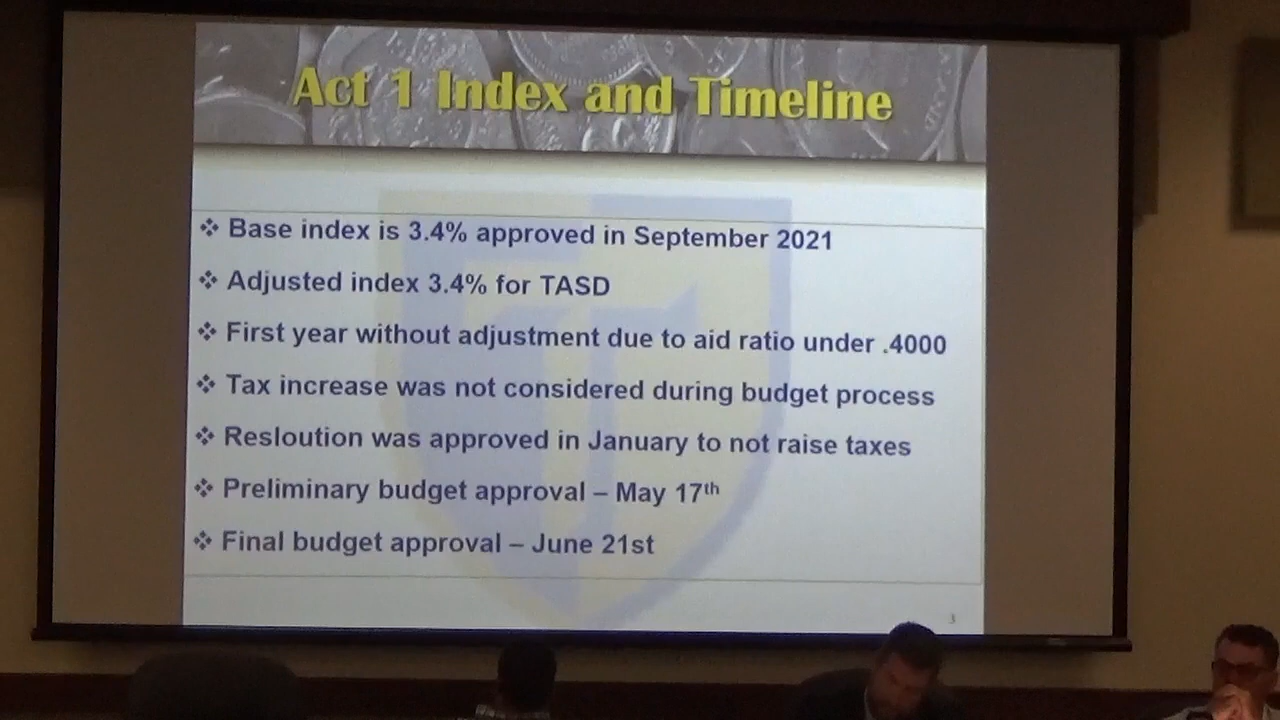 Act 1 Index and Timeline
❖ Base index is 3.4% approved in September 2021
❖ Adjusted index 3.4% for TASD
❖ First year without adjustment due to aid ratio under .4000
❖ Tax increase was not considered during budget process
❖ Resloution was approved in January to not raise taxes
❖ Preliminary budget approval – May 17th
❖ Final budget approval – June 21st
3